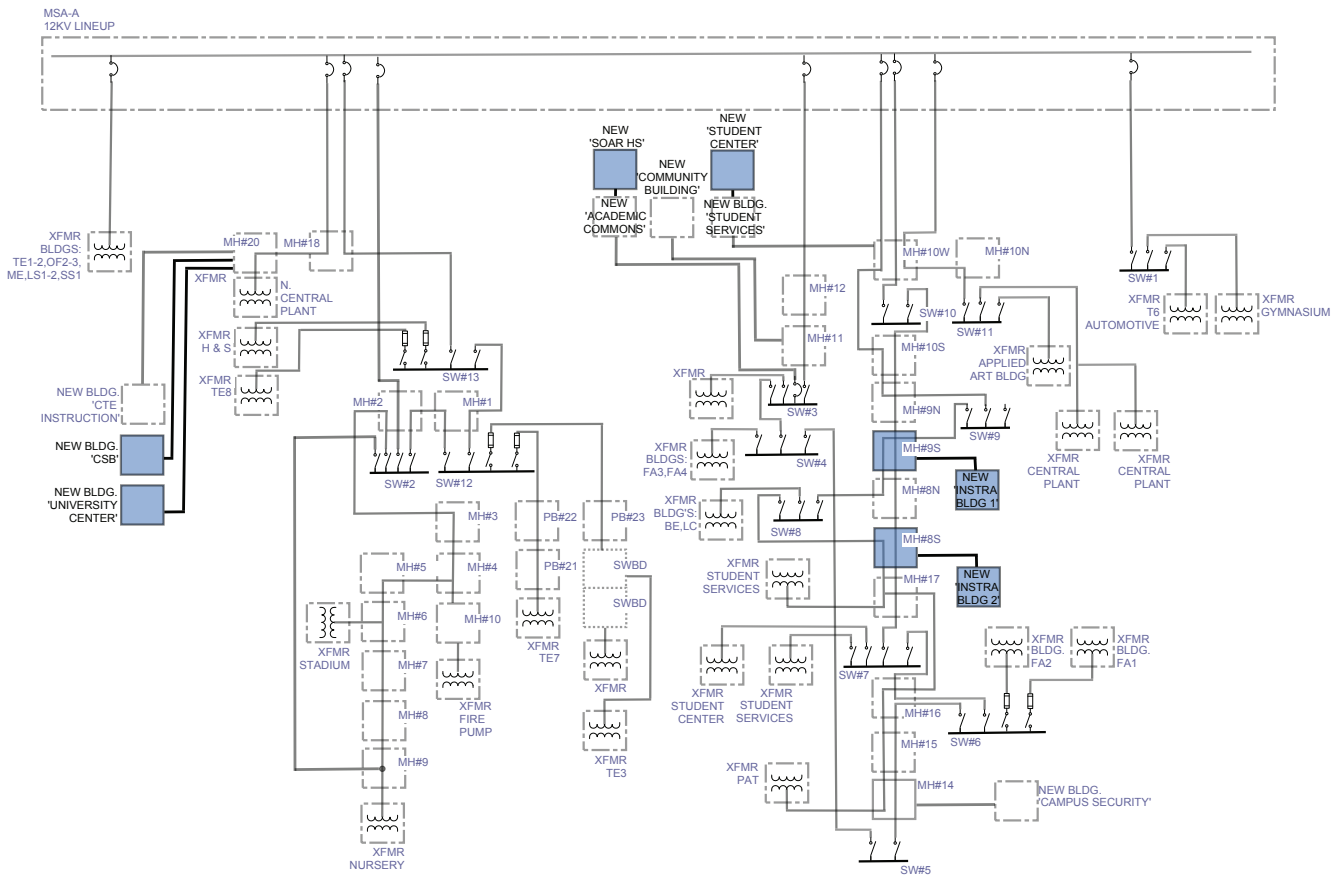 MSA-A
12KV LINEUP
NEW
'SOAR HS'
NEW
'STUDENT
CENTER'
NEW
'COMMUNITY
BUILDING'
NEW
'ACADEMIC
COMMONS'
NEW BLDG.
'STUDENT
SERVICES'
XFMR
BLDGS:
TE1-2,OF2-3,
ME,LS1-2,SS1
MH#20
MH#18
XFMR
N.
CENTRAL
PLANT
XFMR
H & S
XFMR
TE8
SW#13
NEW BLDG.
'CTE
INSTRUCTION'
NEW BLDG.
'CSB'
NEW BLDG.
'UNIVERSITY
CENTER'
MH#2
MH#1
SW#2
SW#12
MH#3
MH#4
MH#5
MH#6
MH#10
XFMR
STADIUM
MH#7
MH#8
MH#9
XFMR
FIRE
PUMP
XFMR
NURSERY
PB#22
PB#21
XFMR
TE7
PB#23
SWBD
SWBD
XFMR
XFMR
TE3
MH#12
MH#11
XFMR
SW#3
XFMR
BLDGS:
FA3,FA4
SW#4
XFMR
BLDG'S:
BE,LC
SW#8
MH#10W
MH#10N
SW#10
SW#11
MH#10S
MH#9N
SW#9
MH#9S
NEW
'INSTRA
BLDG 1'
MH#8N
MH#8S
NEW
'INSTRA
BLDG 2'
MH#17
XFMR
STUDENT
SERVICES
SW#7
XFMR
STUDENT
CENTER
XFMR
STUDENT
SERVICES
MH#16
MH#15
MH#14
SW#6
XFMR
BLDG.
FA2
XFMR
BLDG.
FA1
XFMR
PAT
NEW BLDG.
'CAMPUS SECURITY'
SW#5
SW#1
XFMR
T6
AUTOMOTIVE
XFMR
GYMNASIUM
XFMR
APPLIED
ART BLDG
XFMR
CENTRAL
PLANT
XFMR
CENTRAL
PLANT